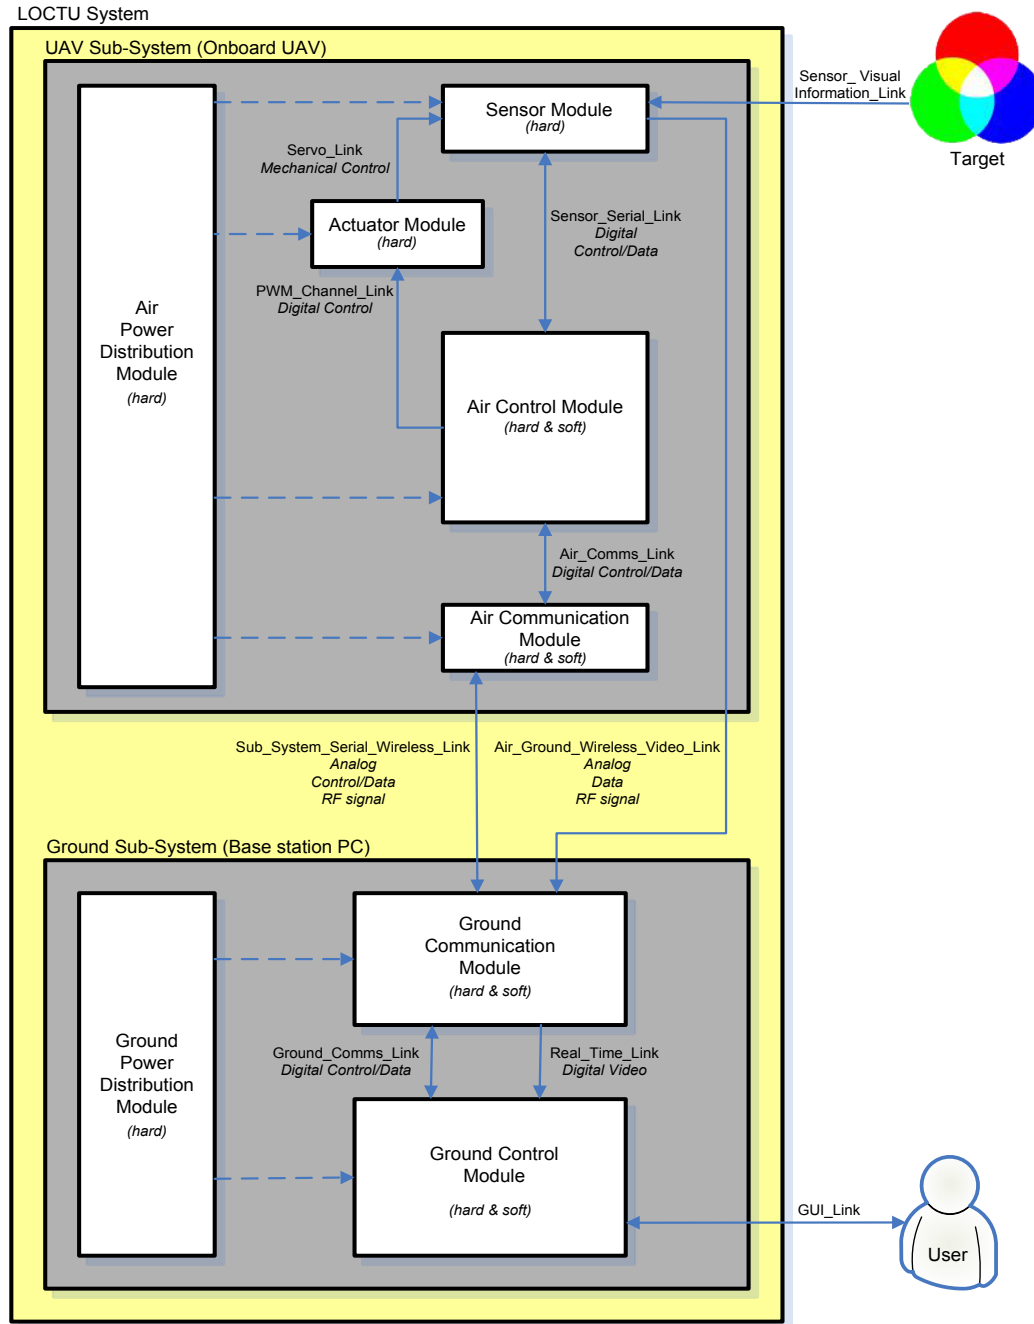 LOCTU System
UAV Sub-System (Onboard UAV)
Sensor_ Visual
Information_Link
Target
Sensor Module
(hard)
Servo_Link
Mechanical Control
Actuator Module
(hard)
Sensor_Serial_Link
Digital
Control/Data
PWM_Channel_Link
Digital Control
Air
Power
Distribution
Module
(hard)
Air Control Module
(hard & soft)
Air_Comms_Link
Digital Control/Data
Air Communication
Module
(hard & soft)
Sub_System_Serial_Wireless_Link
Analog
Control/Data
RF signal
Air_Ground_Wireless_Video_Link
Analog
Data
RF signal
Ground Sub-System (Base station PC)
Ground
Communication
Module
(hard & soft)
Ground
Power
Distribution
Module
(hard)
Ground_Comms_Link
Digital Control/Data
Real_Time_Link
Digital Video
Ground Control
Module
(hard & soft)
GUI_Link
User